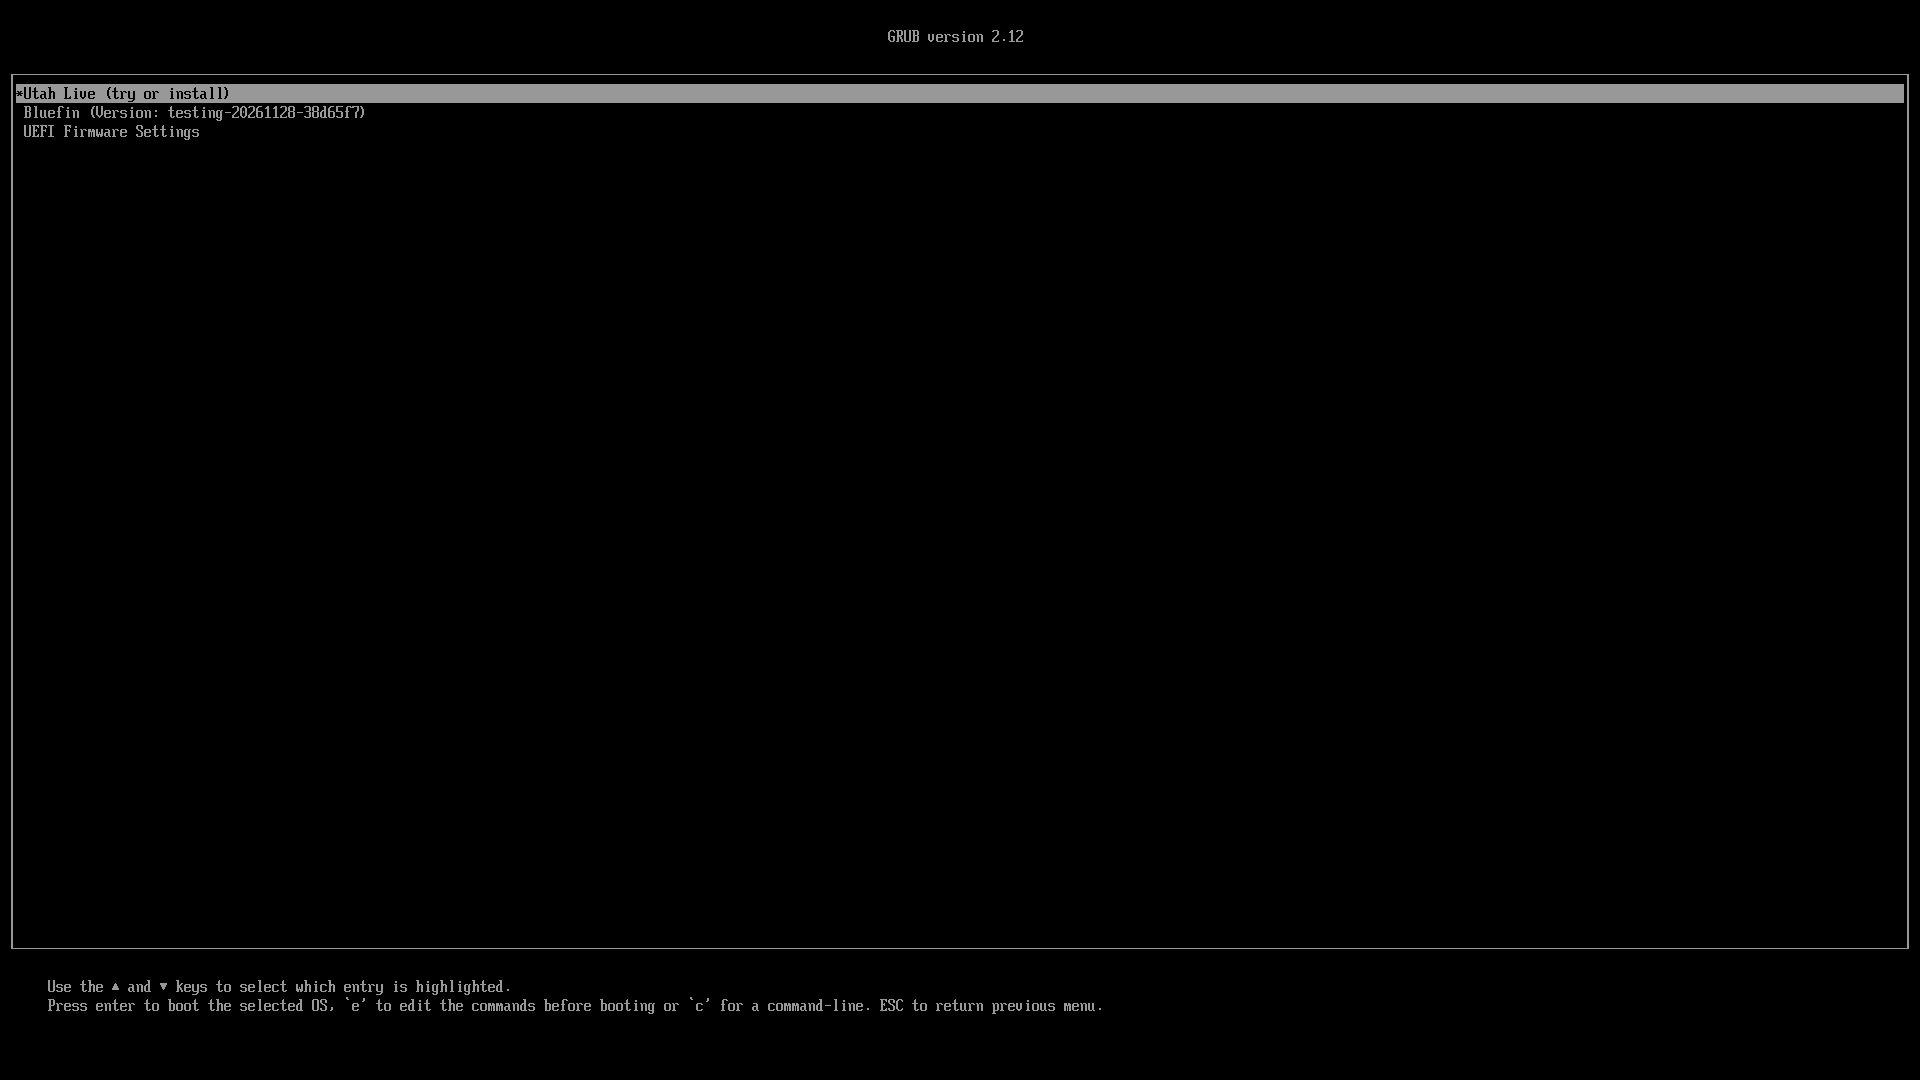 GRUB version 2.12
*Utah Live (try or install)
Bluefin (Version: testing-20261128-38d65f7)
UEFI Firmware Settings
Use the ▲ and ▼ keys to select which entry is highlighted.
Press enter to boot the selected OS, `e' to edit the commands before booting or `c' for a command-line. ESC to return previous menu.